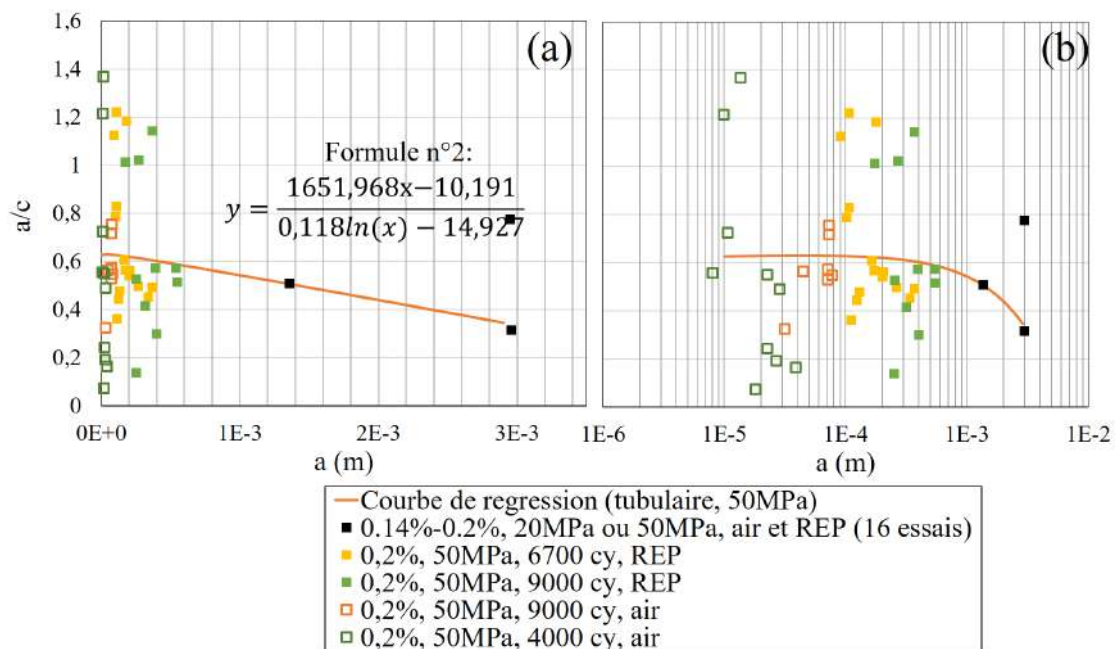 (a)
(b)
1,6
1,4
1,2
1
0,8
0,6
0,4
0,2
0
a/c
Formule n°2:
y = 1651,968x−10,191
0,118ln(x) − 14,927
0E+0 1E-3 2E-3 3E-3
a (m)
1E-6 1E-5 1E-4 1E-3 1E-2
a (m)
Courbe de regression (tubulaire, 50MPa)
0.14%-0.2%, 20MPa ou 50MPa, air et REP (16 essais)
0,2%, 50MPa, 6700 cy, REP
0,2%, 50MPa, 9000 cy, REP
0,2%, 50MPa, 9000 cy, air
0,2%, 50MPa, 4000 cy, air